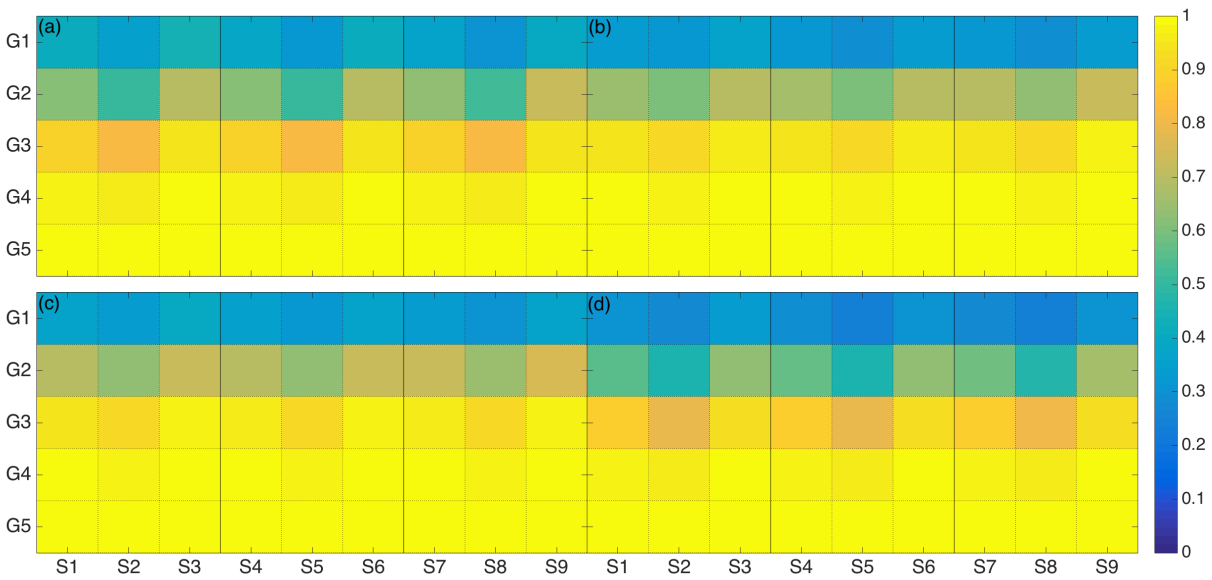 (a)
(b)
G1
G2
G3
G4
G5
(c)
(d)
G1
G2
G3
G4
G5
S1 S2 S3 S4 S5 S6 S7 S8 S9 S1 S2 S3 S4 S5 S6 S7 S8 S9
1
0.9
0.8
0.7
0.6
0.5
0.4
0.3
0.2
0.1
0